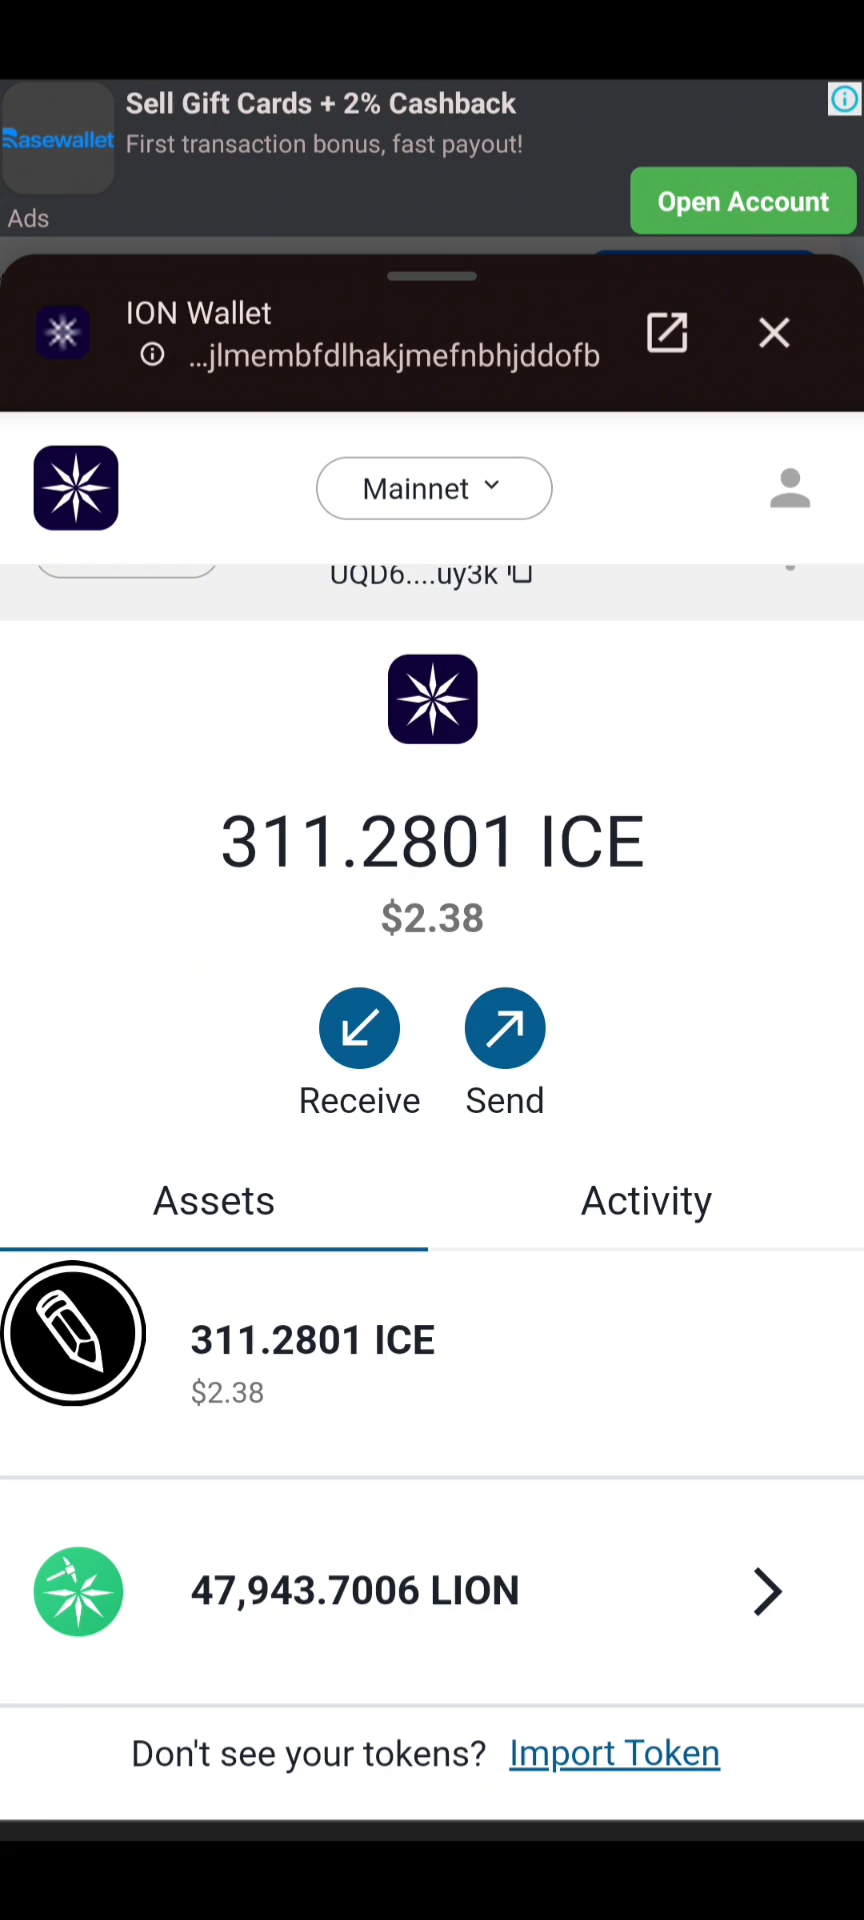 Sell Gift Cards + 2% Cashback
Basewallet
First transaction bonus, fast payout!
Open Account
Ads
ION Wallet
...jlmembfdlhakjmefnbhjddofb
Mainnet
UQD6....uy3k
311.2801 ICE
$2.38
Receive Send
Assets Activity
311.2801 ICE
$2.38
47,943.7006 LION
Don't see your tokens? Import Token